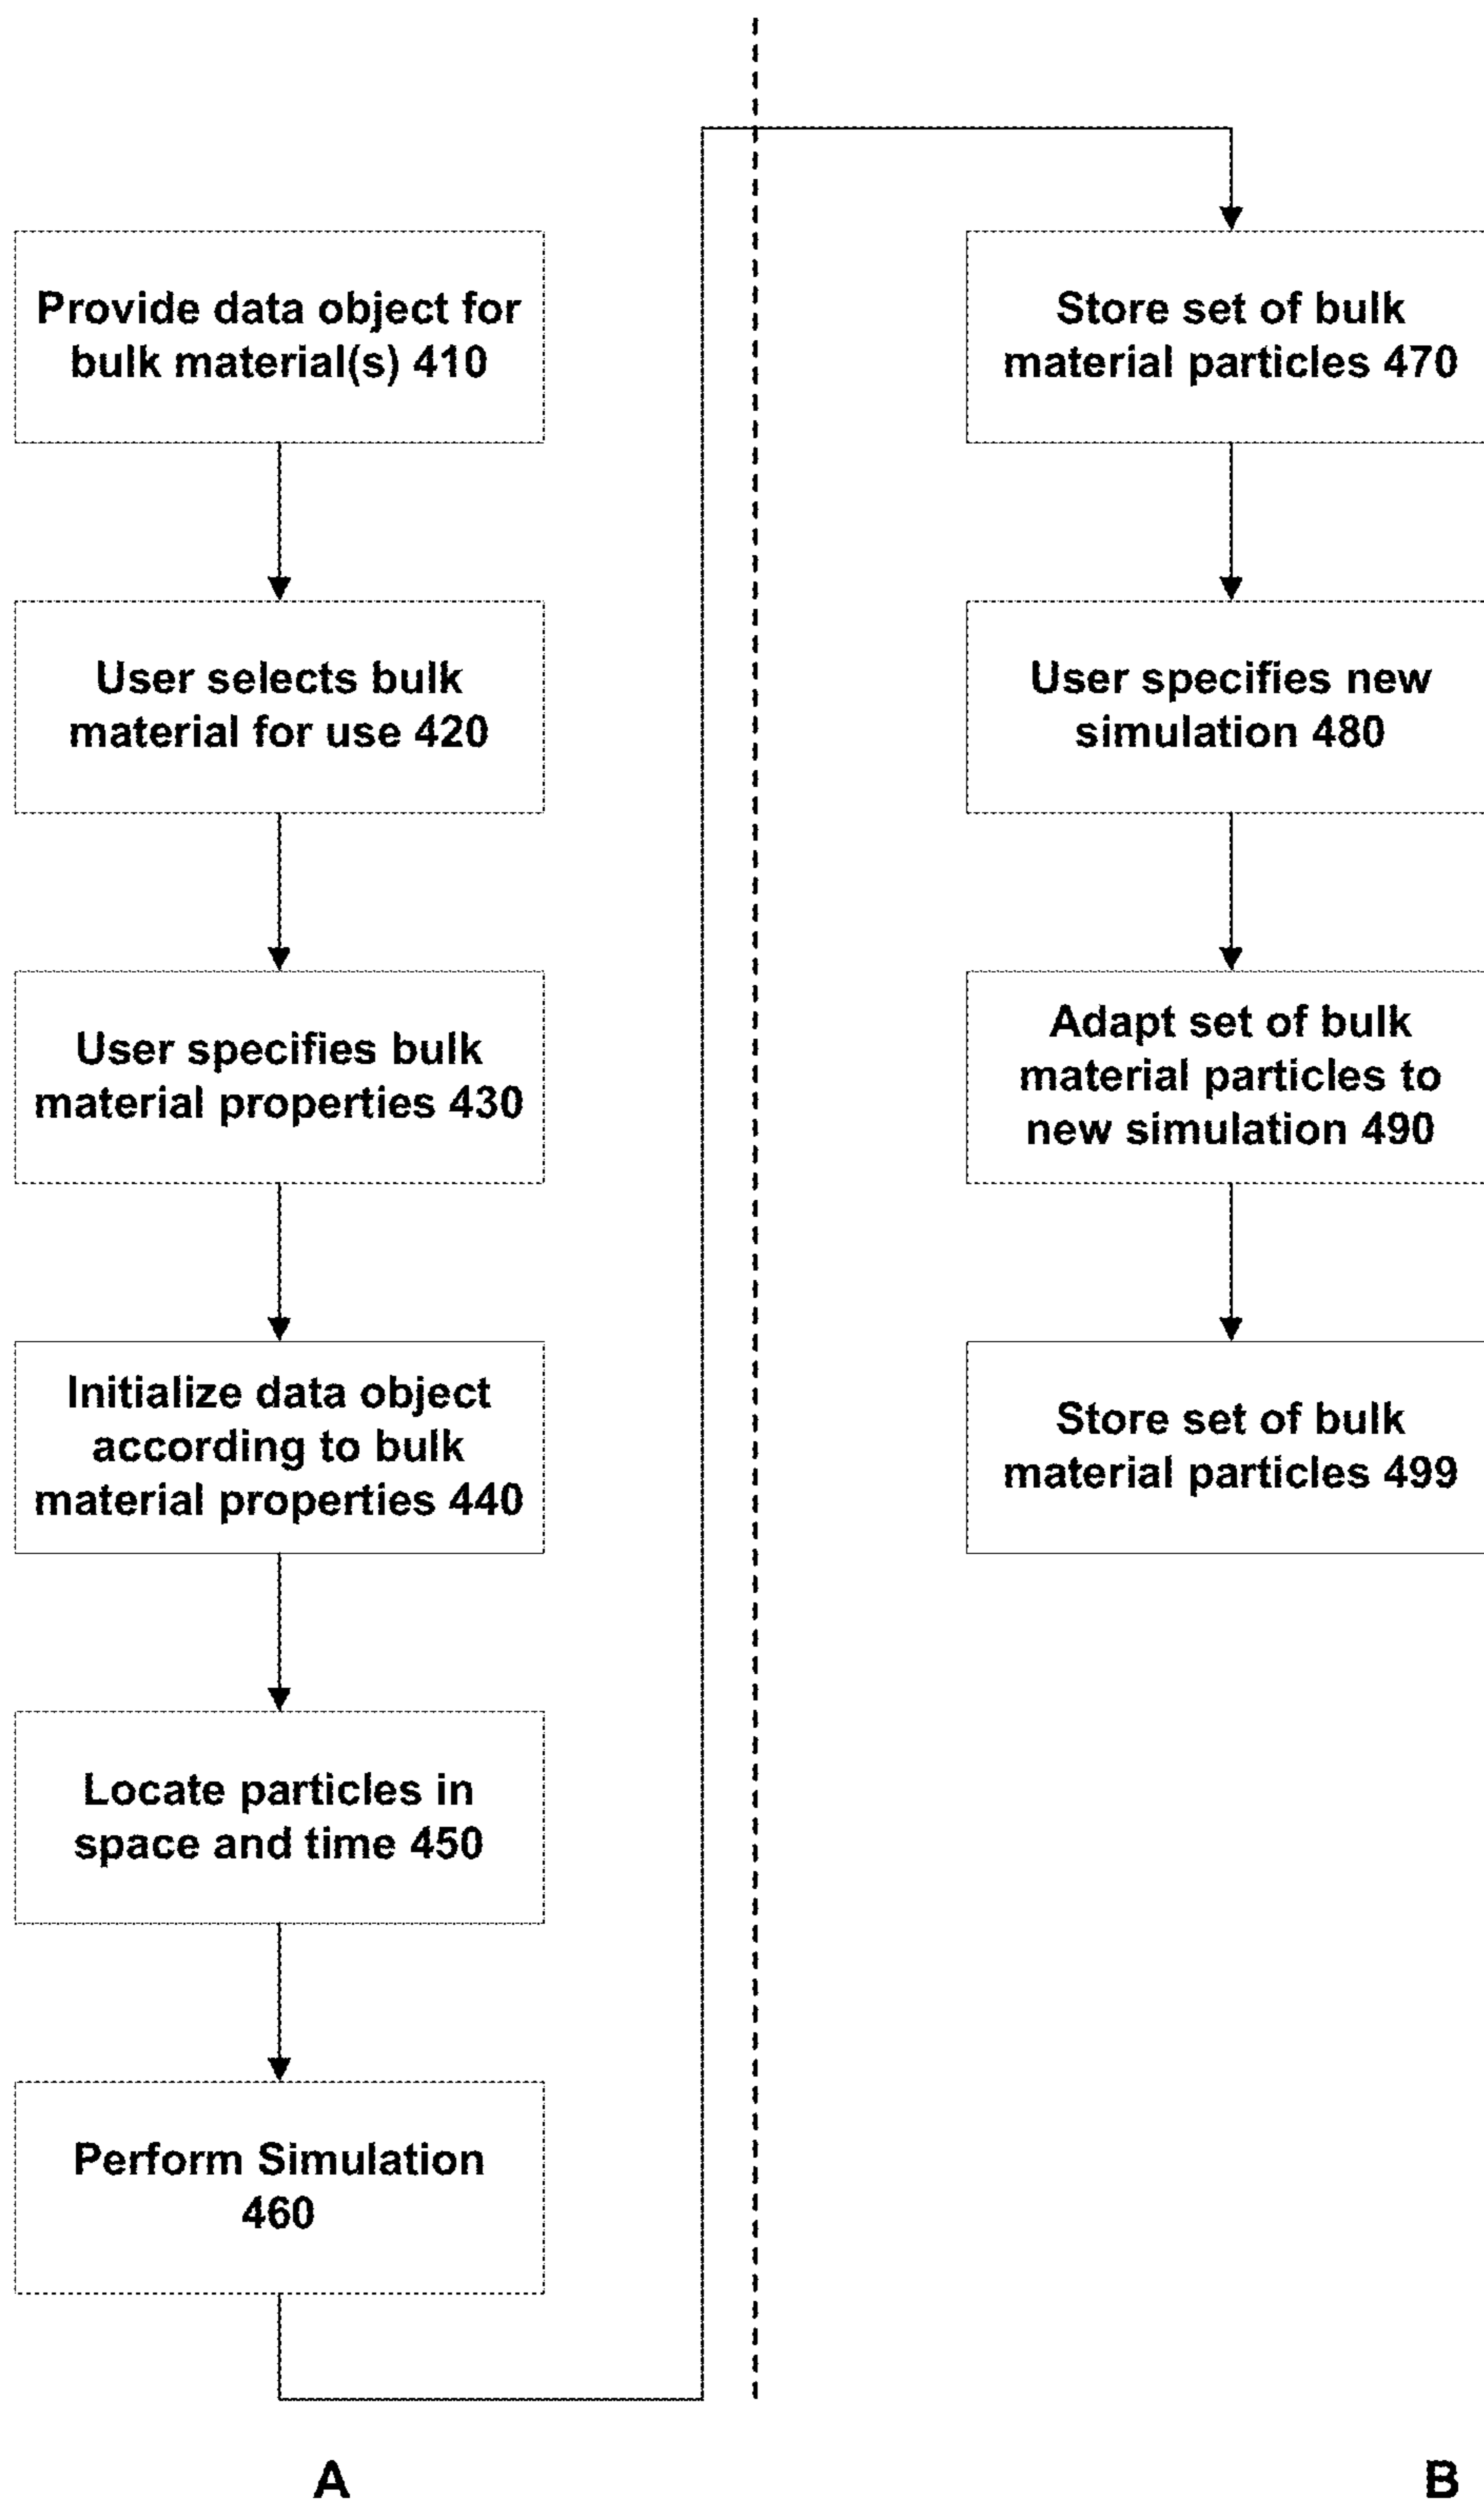 Provide data object for
bulk material(s) 410
User selects bulk
material for use 420
User specifies bulk
material properties 430
Initialize data object
according to bulk
material properties 440
Locate particles in
space and time 450
Perform Simulation
460
A
Store set of bulk
material particles 470
User specifies new
simulation 480
Adapt set of bulk
material particles to
new simulation 490
Store set of bulk
material particles 499
B